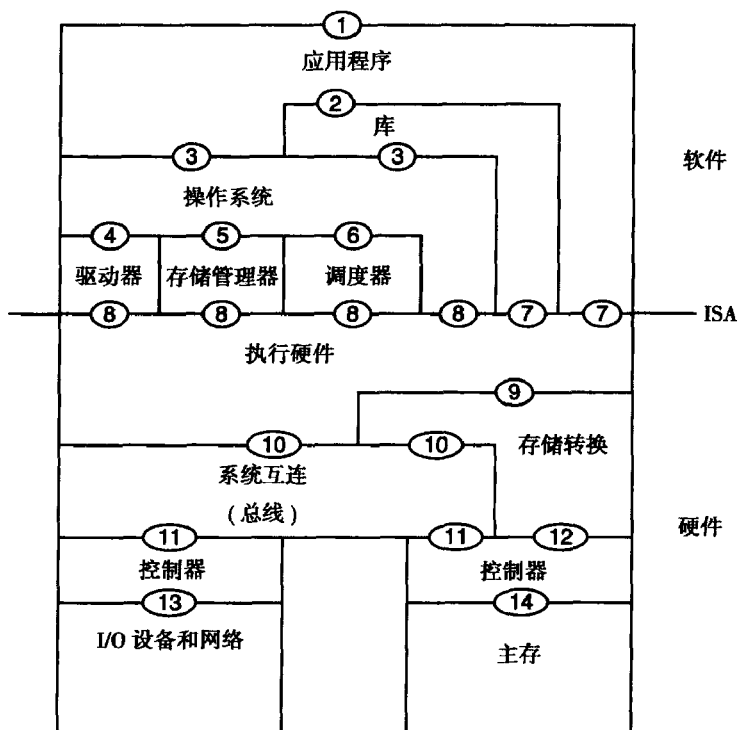 1
应用程序
2
库
软件
3 3
操作系统
4 5 6
驱动器 存储管理器 调度器
8 8 8 8 7 7 ISA
执行硬件
9
10 10 存储转换
系统互连
(总线)
11 11 12 硬件
控制器 控制器
13 14
I/O 设备和网络 主存